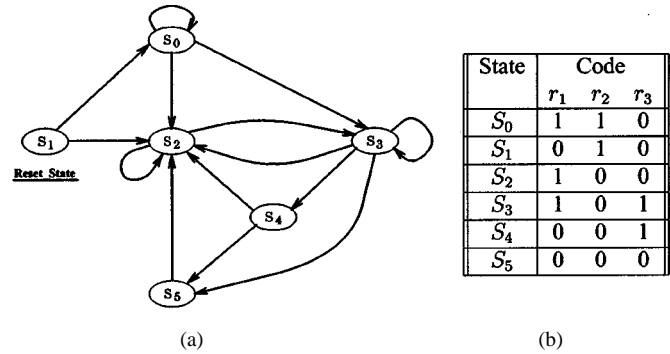 S0
S1
S2
S3
Reset State
S4
S5
(a)
State Code
r1 r2 r3
S0 1 1 0
S1 0 1 0
S2 1 0 0
S3 1 0 1
S4 0 0 1
S5 0 0 0
(b)